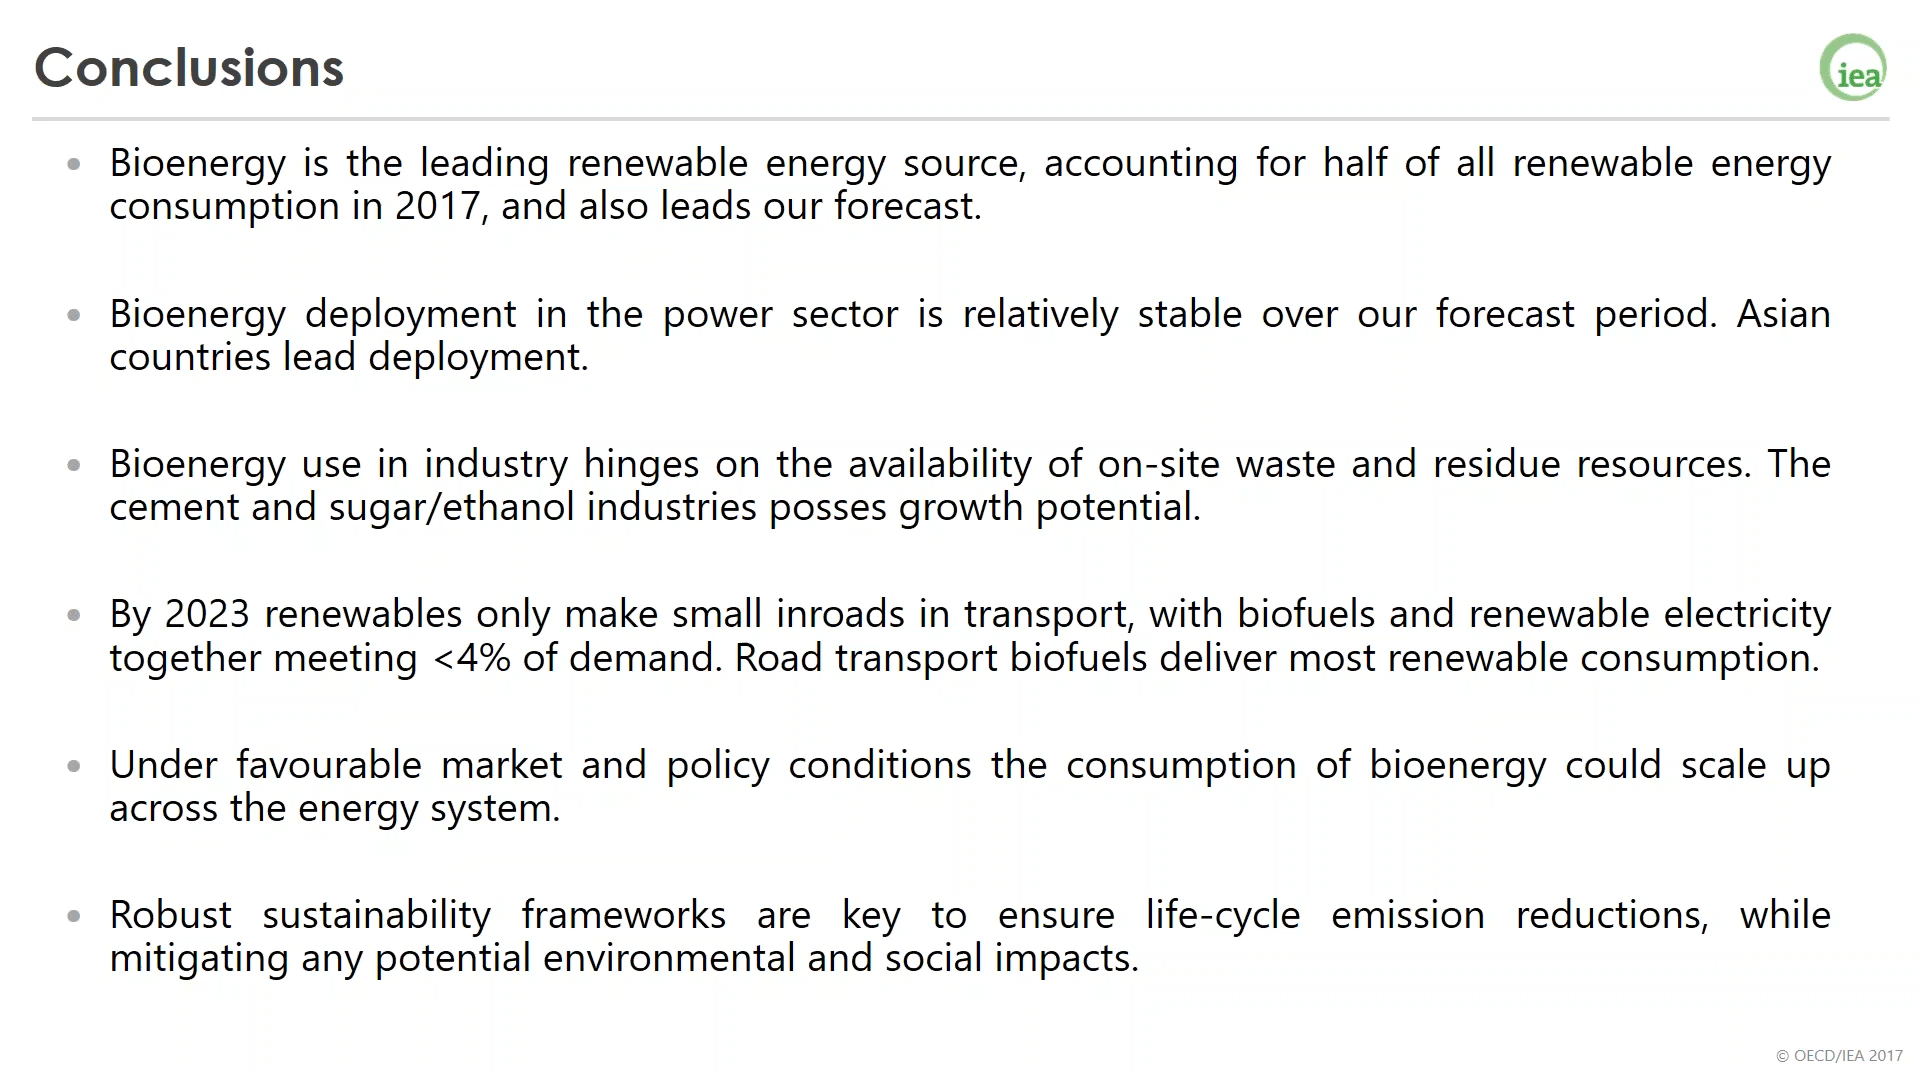 Conclusions
iea
• Bioenergy is the leading renewable energy source, accounting for half of all renewable energy
consumption in 2017, and also leads our forecast.
• Bioenergy deployment in the power sector is relatively stable over our forecast period. Asian
countries lead deployment.
• Bioenergy use in industry hinges on the availability of on-site waste and residue resources. The
cement and sugar/ethanol industries posses growth potential.
• By 2023 renewables only make small inroads in transport, with biofuels and renewable electricity
together meeting <4% of demand. Road transport biofuels deliver most renewable consumption.
• Under favourable market and policy conditions the consumption of bioenergy could scale up
across the energy system.
• Robust sustainability frameworks are key to ensure life-cycle emission reductions, while
mitigating any potential environmental and social impacts.
© OECD/IEA 2017